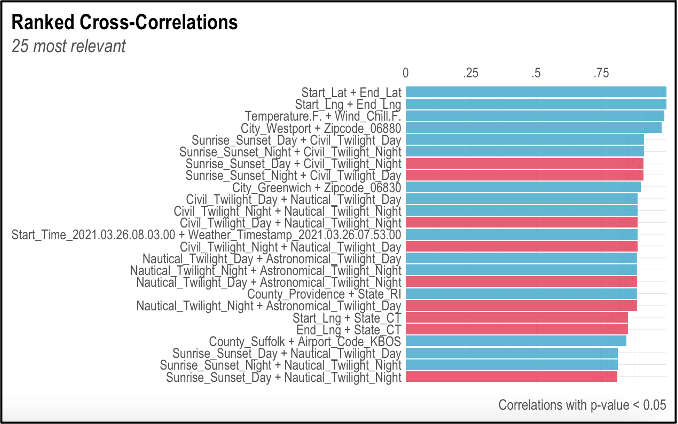 Ranked Cross-Correlations
25 most relevant
0 .25 .5 .75
Start_Lat + End_Lat
Start_Lng + End_Lng
Temperature.F. + Wind_Chill.F.
City_Westport + Zipcode_06880
Sunrise_Sunset_Day + Civil_Twilight_Day
Sunrise_Sunset_Night + Civil_Twilight_Night
Sunrise_Sunset_Day + Civil_Twilight_Night
Sunrise_Sunset_Night + Civil_Twilight_Day
City_Greenwich + Zipcode_06830
Civil_Twilight_Day + Nautical_Twilight_Day
Civil_Twilight_Night + Nautical_Twilight_Night
Civil_Twilight_Day + Nautical_Twilight_Night
Start_Time_2021.03.26.08.03.00 + Weather_Timestamp_2021.03.26.07.53.00
Civil_Twilight_Night + Nautical_Twilight_Day
Nautical_Twilight_Day + Astronomical_Twilight_Day
Nautical_Twilight_Night + Astronomical_Twilight_Night
Nautical_Twilight_Day + Astronomical_Twilight_Night
County_Providence + State_RI
Nautical_Twilight_Night + Astronomical_Twilight_Day
Start_Lng + State_CT
End_Lng + State_CT
County_Suffolk + Airport_Code_KBOS
Sunrise_Sunset_Day + Nautical_Twilight_Day
Sunrise_Sunset_Night + Nautical_Twilight_Night
Sunrise_Sunset_Day + Nautical_Twilight_Night
Correlations with p-value < 0.05